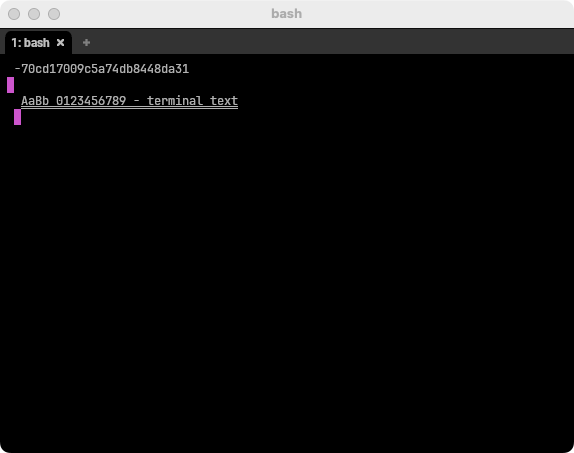 bash
1: bash × +
-70cd17009c5a74db8448da31
AaBb 0123456789 - terminal text